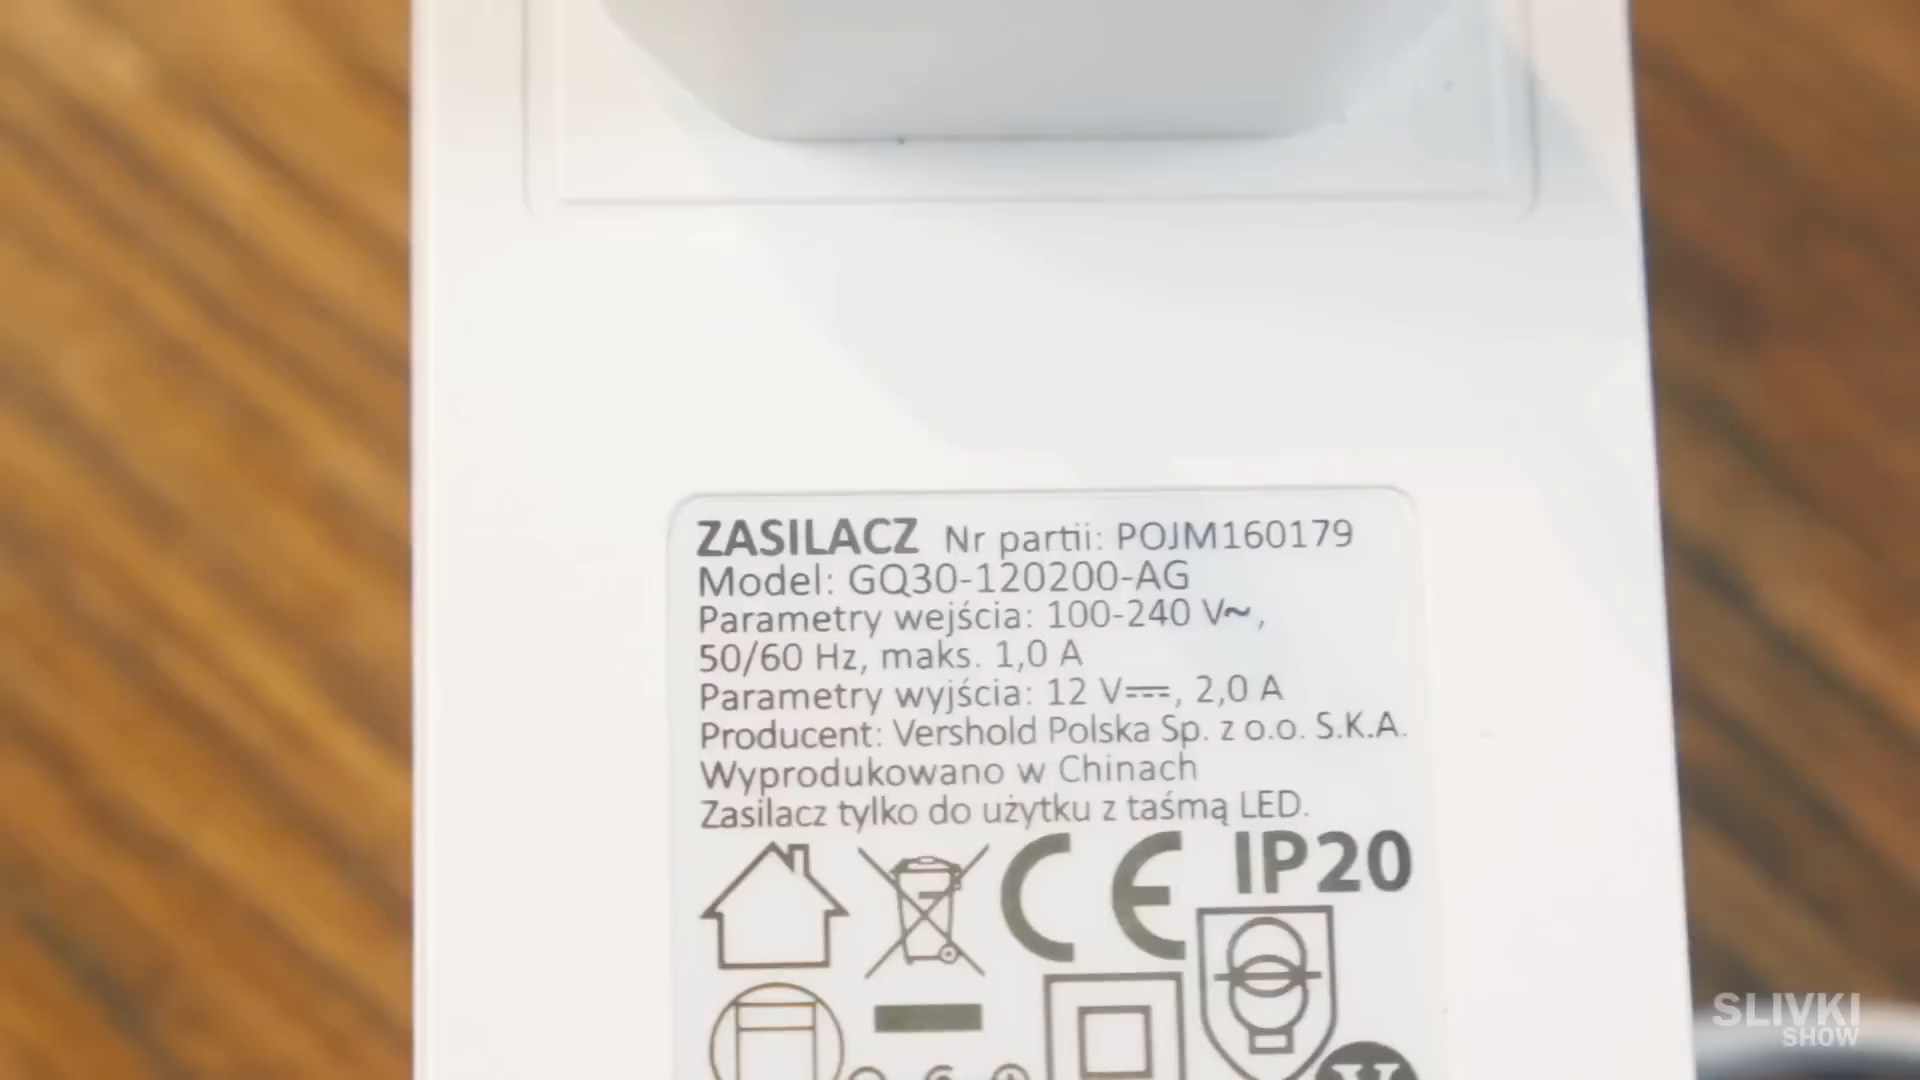 ZASILACZ Nr partii: POJM160179
Model: GQ30-120200-AG
Parametry wejścia: 100-240 V~,
50/60 Hz, maks. 1,0 A
Parametry wyjścia: 12 V⎓, 2,0 A
Producent: Vershold Polska Sp. z o.o. S.K.A.
Wyprodukowano w Chinach
Zasilacz tylko do użytku z taśmą LED.
CE IP20
SLIVKI
SHOW